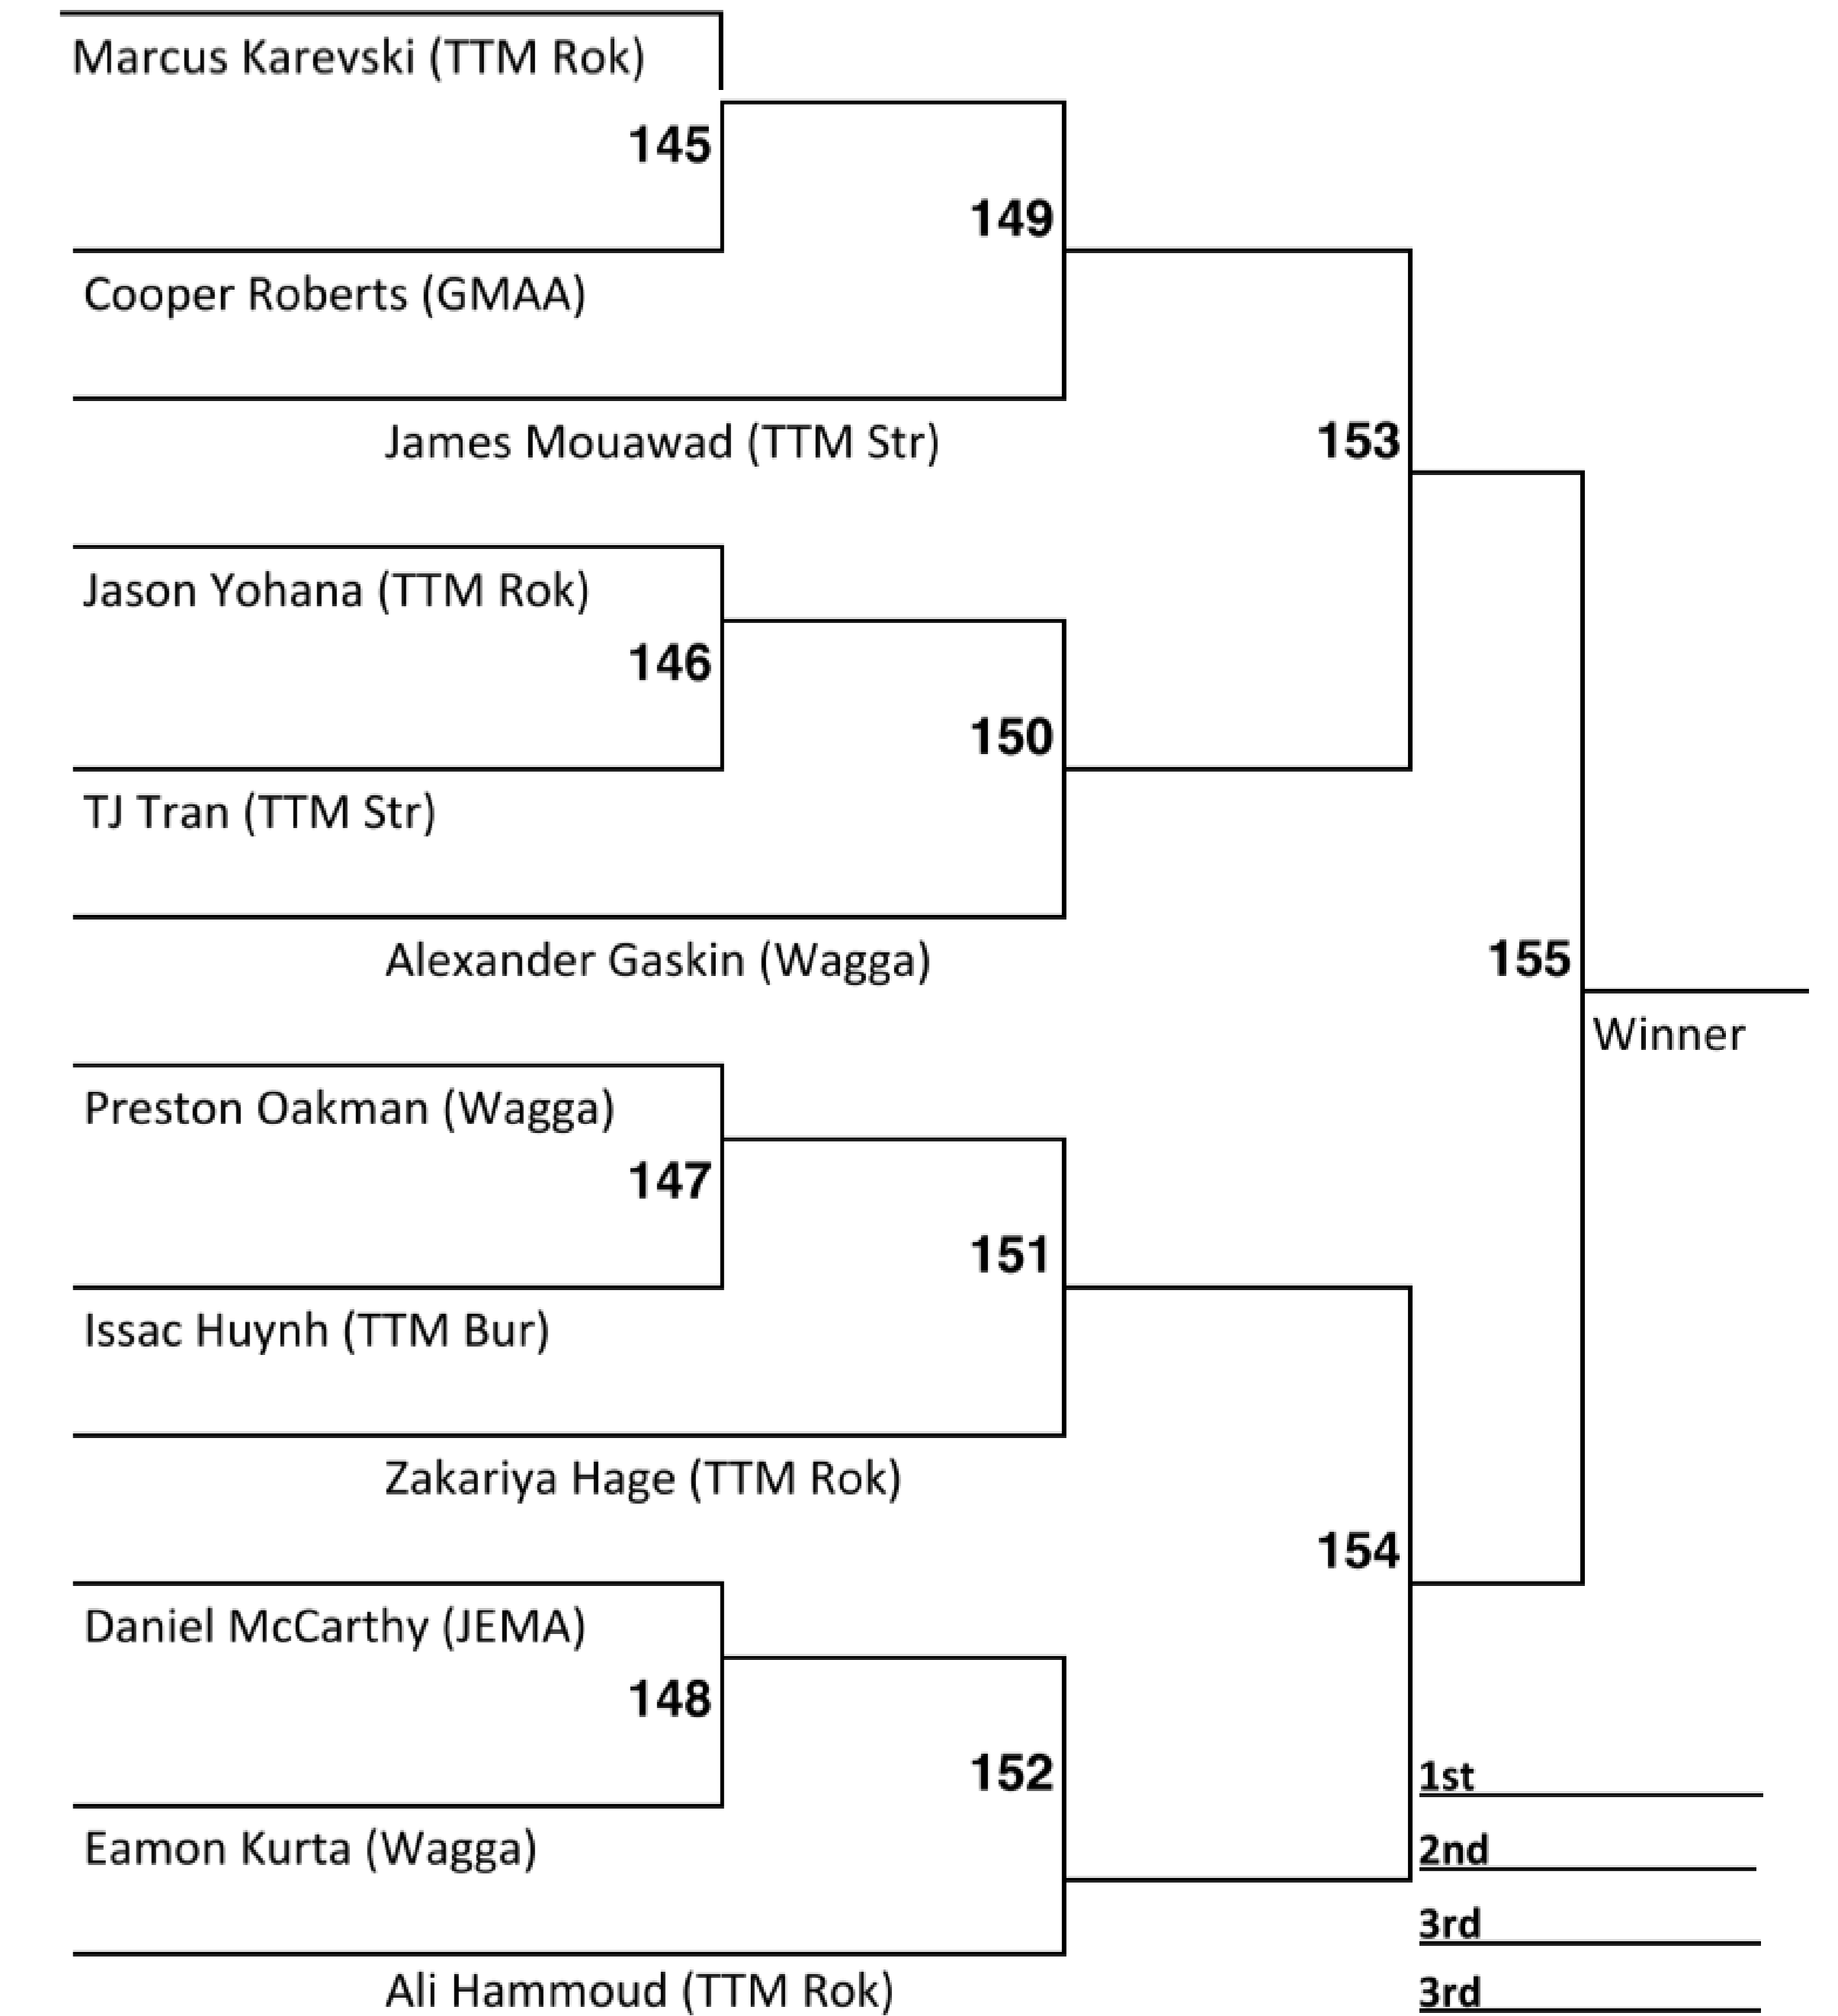 Marcus Karevski (TTM Rok)
145
149
Cooper Roberts (GMAA)
James Mouawad (TTM Str)
153
Jason Yohana (TTM Rok)
146
150
TJ Tran (TTM Str)
Alexander Gaskin (Wagga)
155
Winner
Preston Oakman (Wagga)
147
151
Issac Huynh (TTM Bur)
Zakariya Hage (TTM Rok)
154
Daniel McCarthy (JEMA)
148
152
1st
Eamon Kurta (Wagga)
2nd
3rd
Ali Hammoud (TTM Rok)
3rd